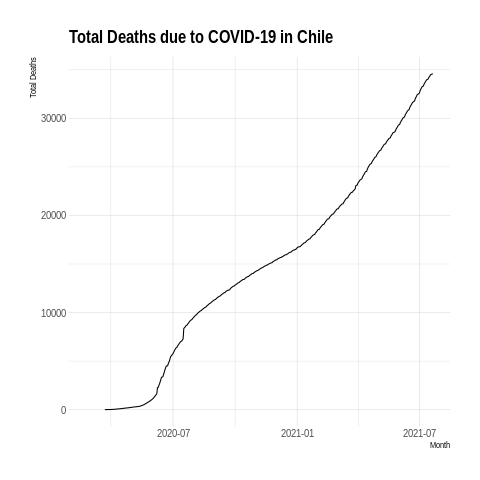 Total Deaths due to COVID-19 in Chile
Total Deaths
30000
20000
10000
0
2020-07 2021-01 2021-07
Month